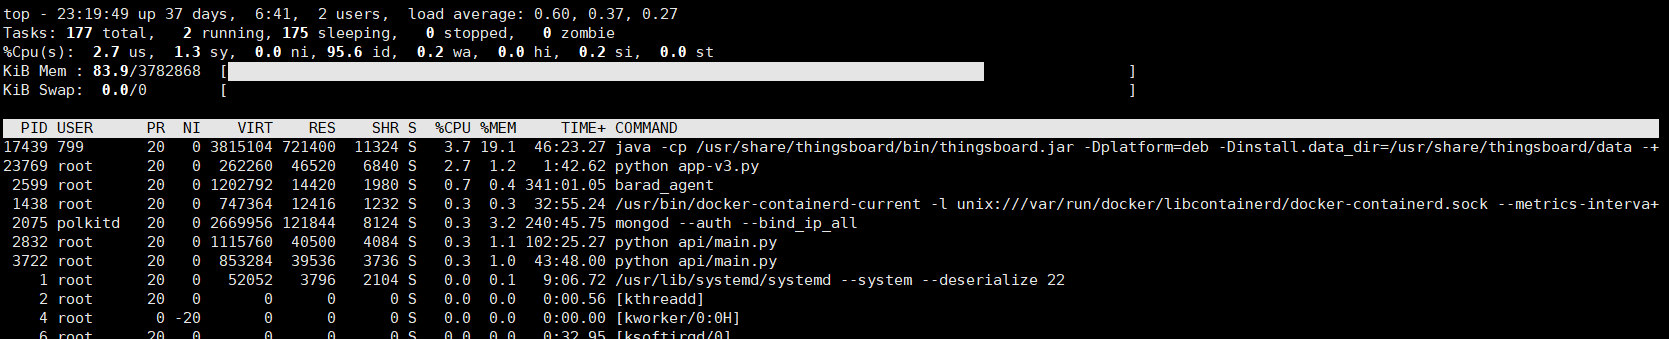 top - 23:19:49 up 37 days,  6:41,  2 users,  load average: 0.60, 0.37, 0.27
Tasks: 177 total,   2 running, 175 sleeping,   0 stopped,   0 zombie
%Cpu(s):  2.7 us,  1.3 sy,  0.0 ni, 95.6 id,  0.2 wa,  0.0 hi,  0.2 si,  0.0 st
KiB Mem : 83.9/3782868  [                                                                                                    ]
KiB Swap:  0.0/0        [                                                                                                    ]
  PID USER      PR  NI    VIRT    RES    SHR S  %CPU %MEM     TIME+ COMMAND
17439 799       20   0 3815104 721400  11324 S   3.7 19.1  46:23.27 java -cp /usr/share/thingsboard/bin/thingsboard.jar -Dplatform=deb -Dinstall.data_dir=/usr/share/thingsboard/data -+
23769 root      20   0  262260  46520   6840 S   2.7  1.2   1:42.62 python app-v3.py
 2599 root      20   0 1202792  14420   1980 S   0.7  0.4 341:01.05 barad_agent
 1438 root      20   0  747364  12416   1232 S   0.3  0.3  32:55.24 /usr/bin/docker-containerd-current -l unix:///var/run/docker/libcontainerd/docker-containerd.sock --metrics-interva+
 2075 polkitd   20   0 2669956 121844   8124 S   0.3  3.2 240:45.75 mongod --auth --bind_ip_all
 2832 root      20   0 1115760  40500   4084 S   0.3  1.1 102:25.27 python api/main.py
 3722 root      20   0  853284  39536   3736 S   0.3  1.0  43:48.00 python api/main.py
    1 root      20   0   52052   3796   2104 S   0.0  0.1   9:06.72 /usr/lib/systemd/systemd --system --deserialize 22
    2 root      20   0       0      0      0 S   0.0  0.0   0:00.56 [kthreadd]
    4 root       0 -20       0      0      0 S   0.0  0.0   0:00.00 [kworker/0:0H]
    6 root      20   0       0      0      0 S   0.0  0.0   0:32.95 [ksoftirqd/0]